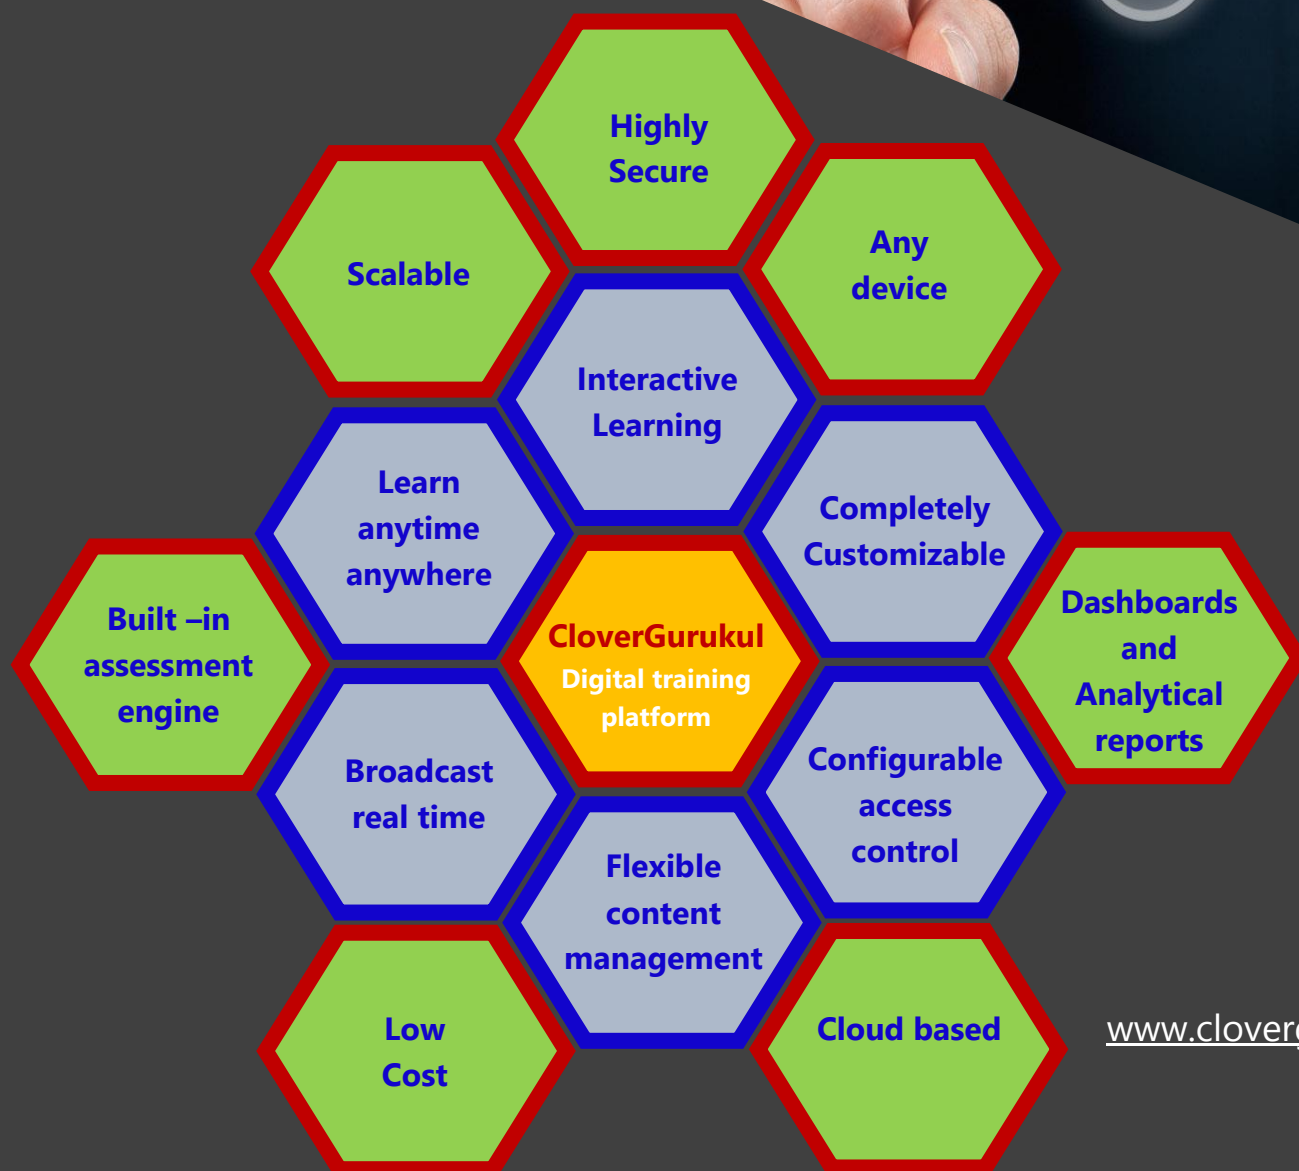 Highly
Secure
Any
device
Scalable
Interactive
Learning
Learn
anytime
anywhere
Completely
Customizable
Built –in
assessment
engine
CloverGurukul
Digital training
platform
Dashboards
and
Analytical
reports
Broadcast
real time
Configurable
access
control
Flexible
content
management
Low
Cost
Cloud based